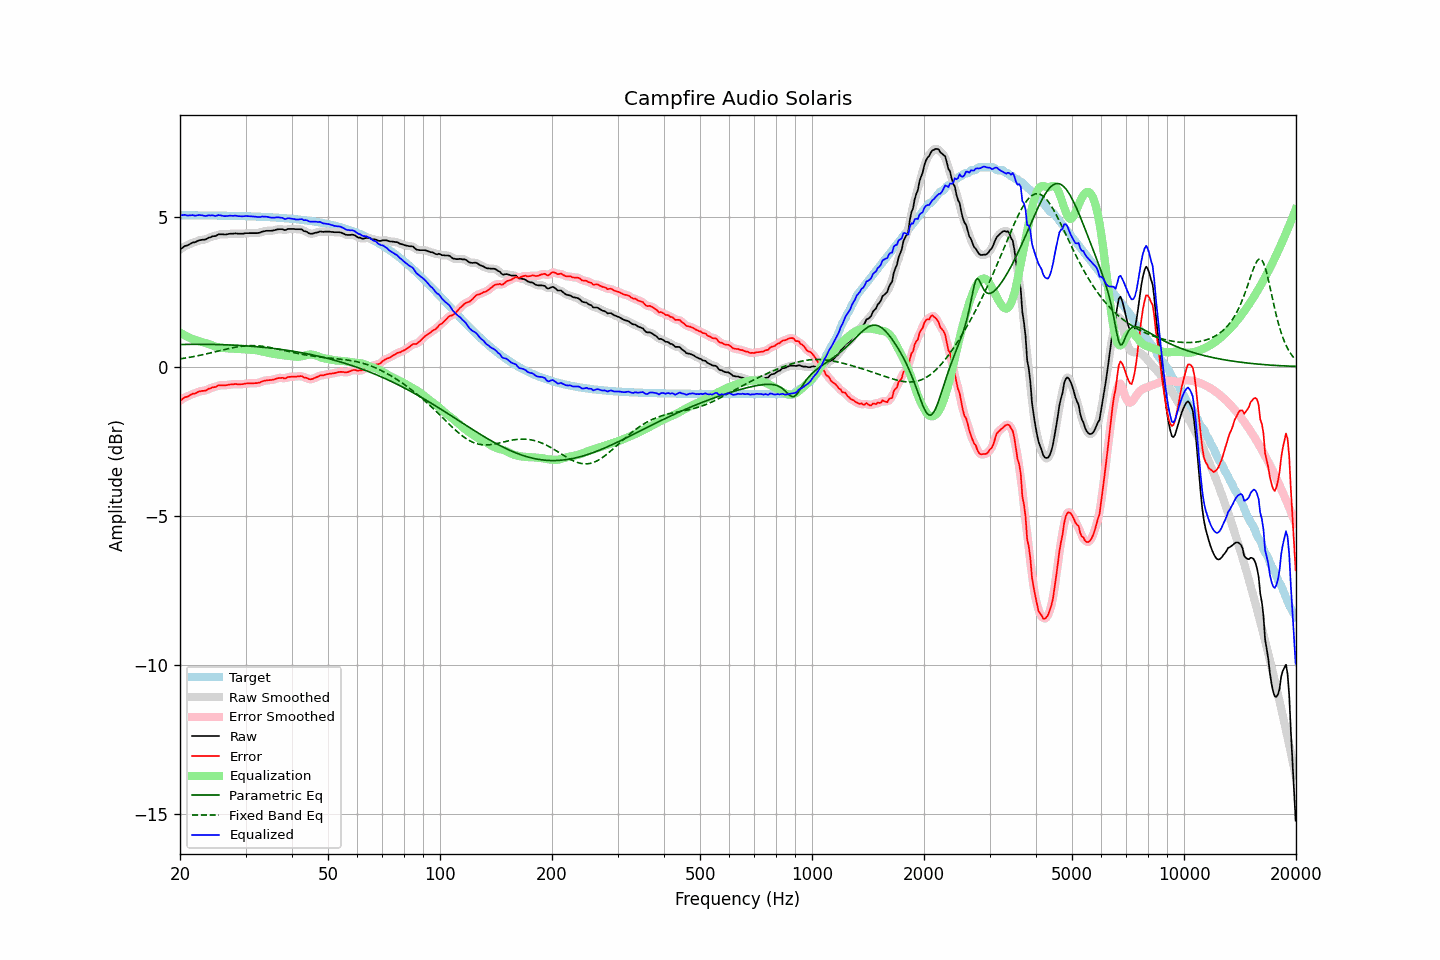 Campfire Audio Solaris
Amplitude (dBr)
5
0
−5
−10
−15
Target
Raw Smoothed
Error Smoothed
Raw
Error
Equalization
Parametric Eq
Fixed Band Eq
Equalized
20 50 100 200 500 1000 2000 5000 10000 20000
Frequency (Hz)